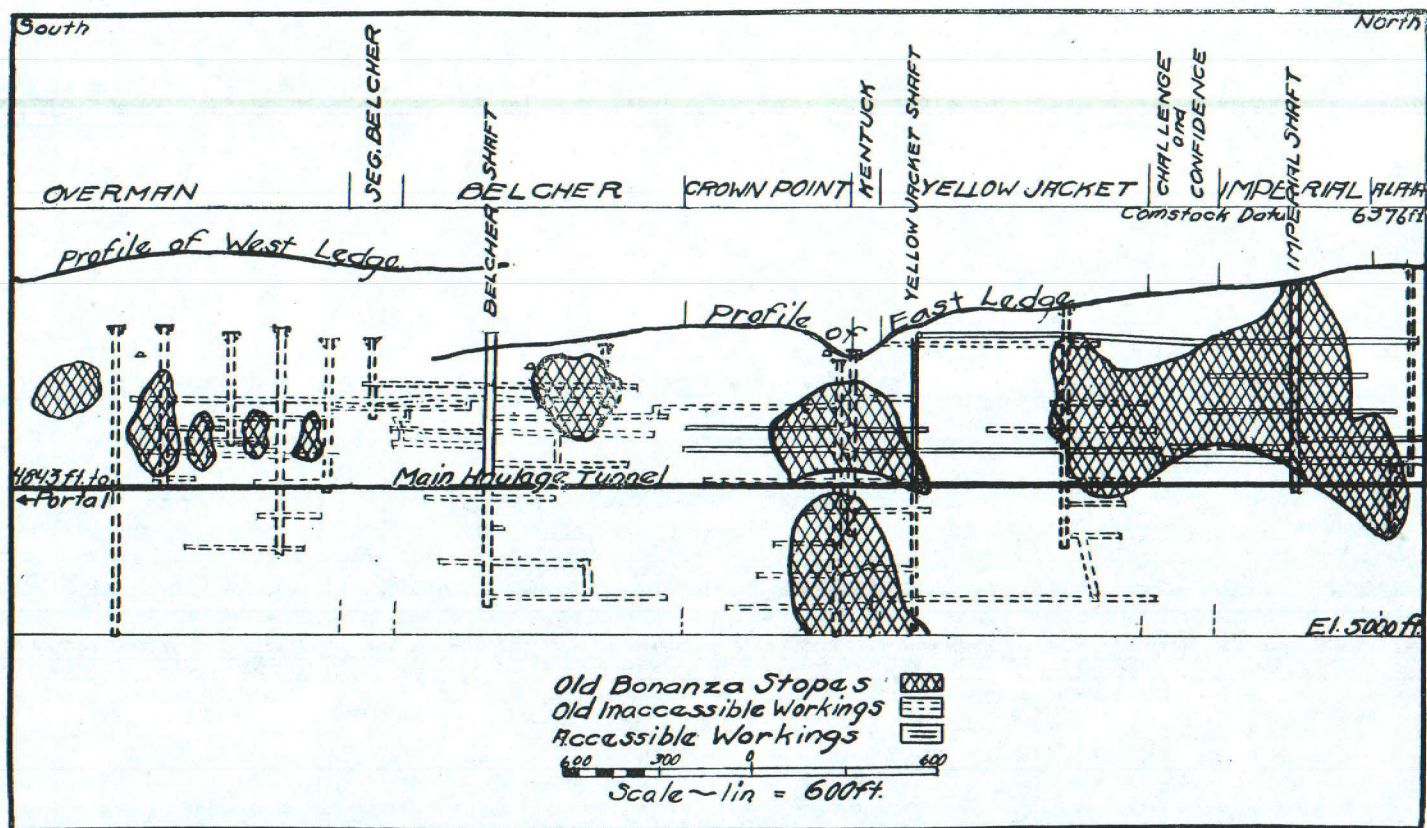 South
North
SEG. BELCHER
BELCHER SHAFT
KENTUCK
YELLOW JACKET SHAFT
CHALLENGE
and
CONFIDENCE
IMPERIAL SHAFT
OVERMAN
BELCHER
CROWN POINT
YELLOW JACKET
IMPERIAL
Comstock Datum 6376ft
Profile of West Ledge
Profile of East Ledge
4843 ft. to
Portal
Main Haulage Tunnel
El. 5000 ft.
Old Bonanza Stopes
Old Inaccessible Workings
Accessible Workings
600 300 0 600
Scale ~ 1in = 600ft.